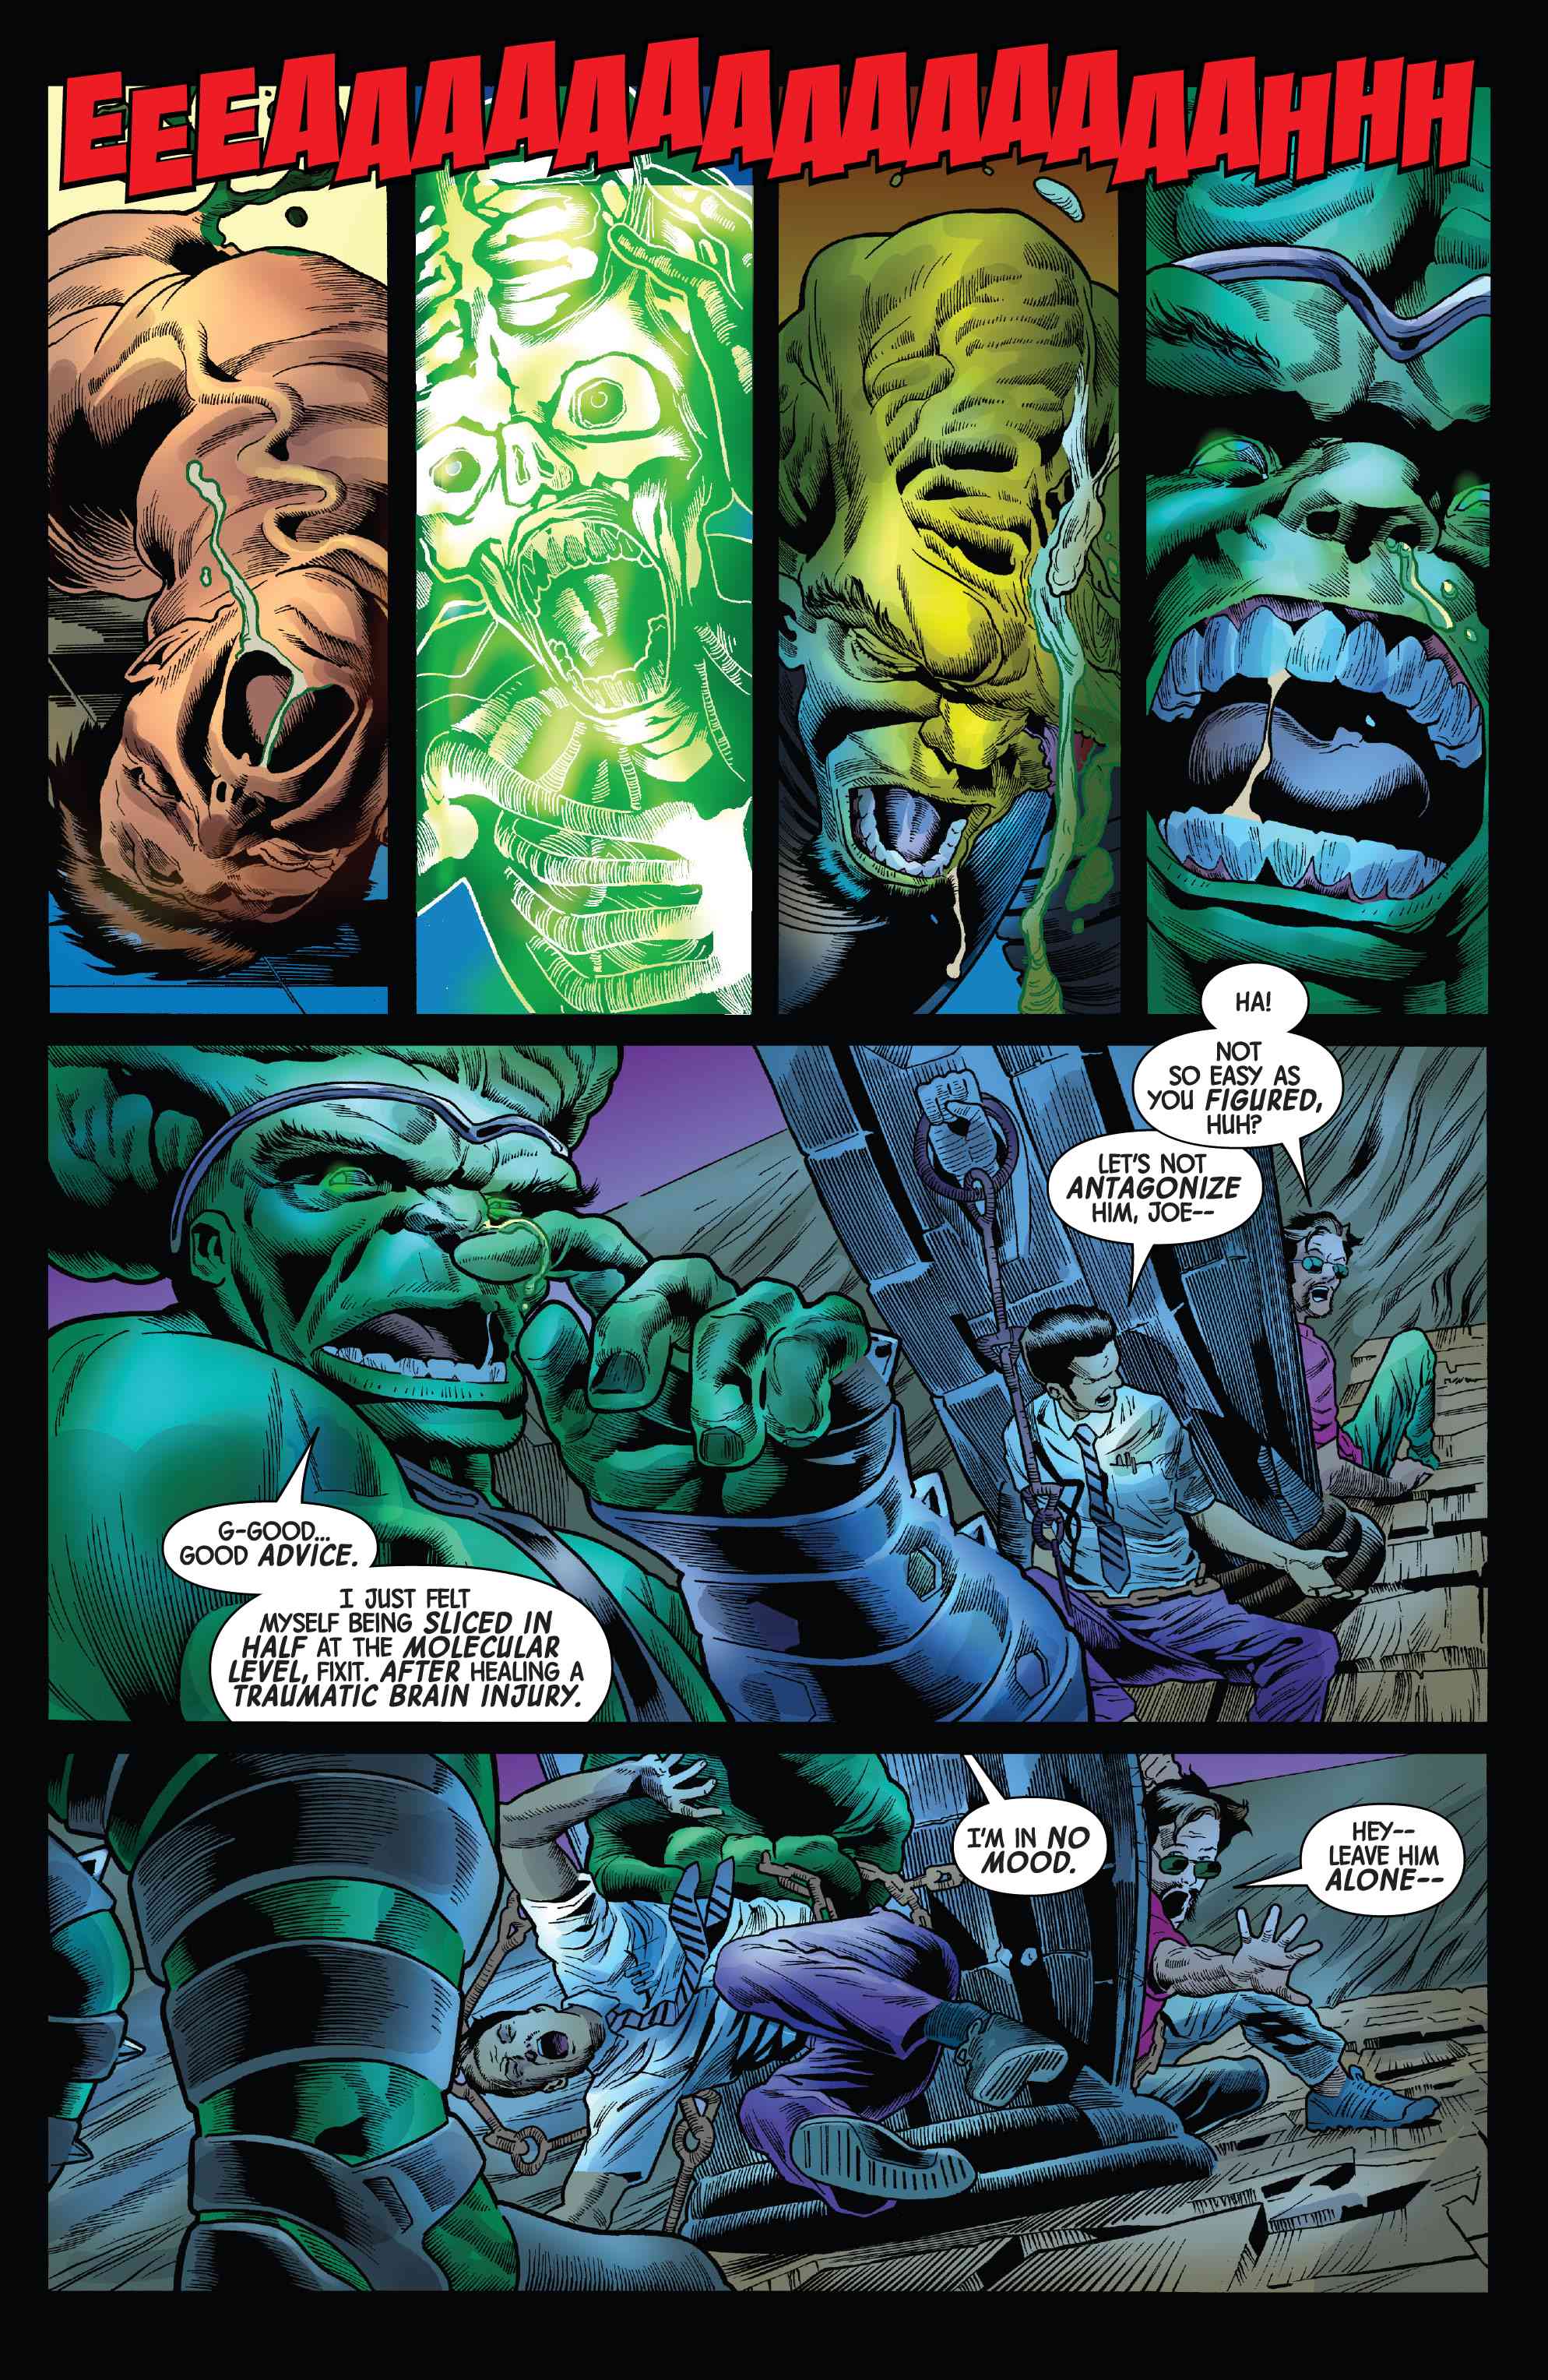 EEEAAAAAAAAAAAAAAAHHH
HA!
NOT
SO EASY AS
YOU FIGURED,
HUH?
LET'S NOT
ANTAGONIZE
HIM, JOE--
G-GOOD...
GOOD ADVICE.
I JUST FELT
MYSELF BEING SLICED IN
HALF AT THE MOLECULAR
LEVEL, FIXIT. AFTER HEALING A
TRAUMATIC BRAIN INJURY.
I'M IN NO
MOOD.
HEY--
LEAVE HIM
ALONE--